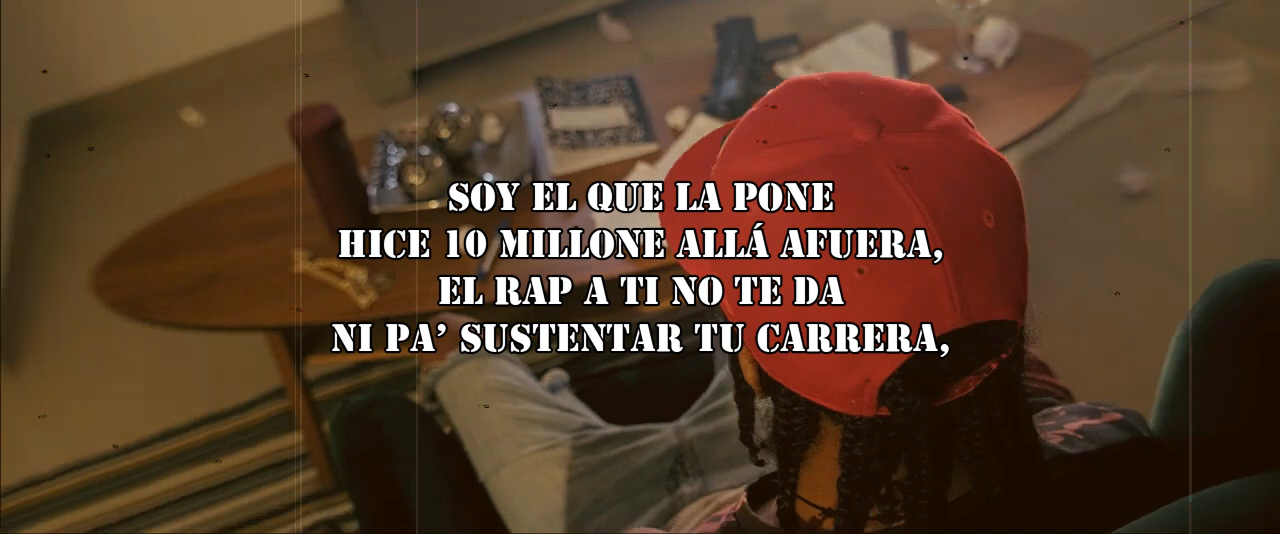 SOY EL QUE LA PONE
HICE 10 MILLONE ALLÁ AFUERA,
EL RAP A TI NO TE DA
NI PA’ SUSTENTAR TU CARRERA,